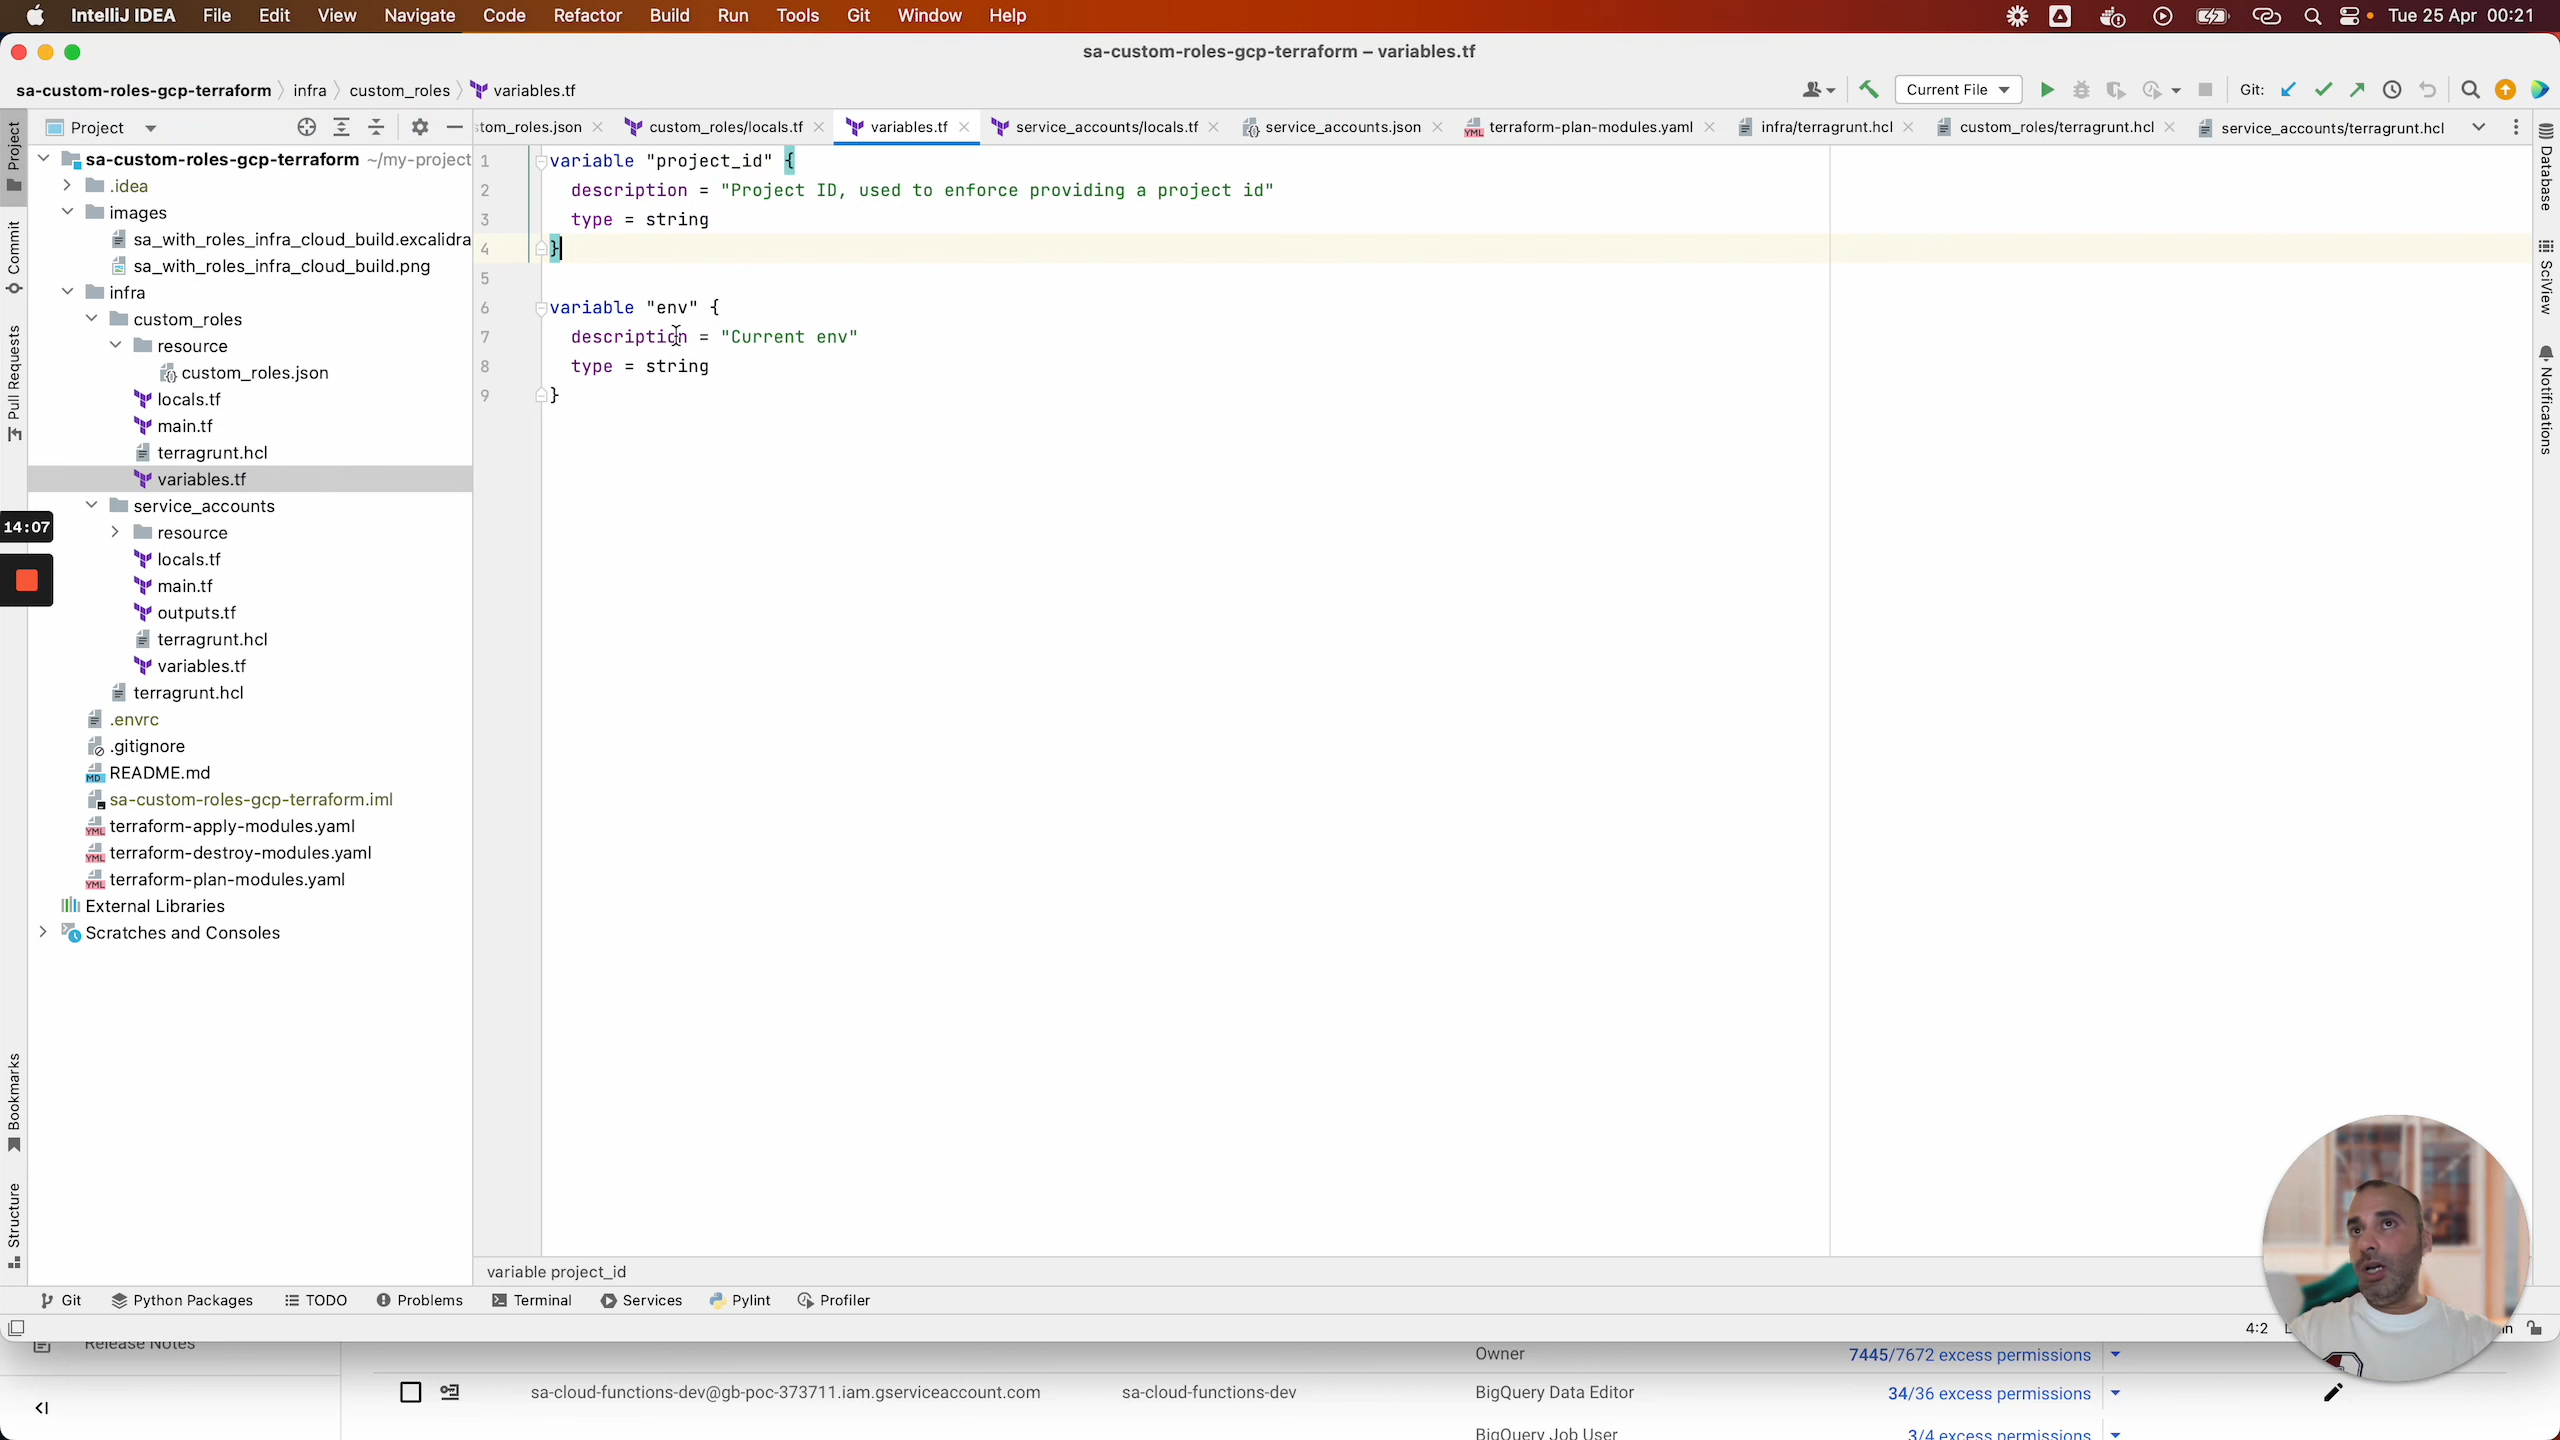 IntelliJ IDEA File Edit View Navigate Code Refactor Build Run Tools Git Window Help Tue 25 Apr 00:21
sa-custom-roles-gcp-terraform – variables.tf
sa-custom-roles-gcp-terraform infra custom_roles variables.tf Current File Git:
Project tom_roles.json custom_roles/locals.tf variables.tf service_accounts/locals.tf service_accounts.json terraform-plan-modules.yaml infra/terragrunt.hcl custom_roles/terragrunt.hcl service_accounts/terragrunt.hcl
Project
Commit
Pull Requests
Bookmarks
Structure
14:07
sa-custom-roles-gcp-terraform ~/my-project
.idea
images
sa_with_roles_infra_cloud_build.excalidra
sa_with_roles_infra_cloud_build.png
infra
custom_roles
resource
custom_roles.json
locals.tf
main.tf
terragrunt.hcl
variables.tf
service_accounts
resource
locals.tf
main.tf
outputs.tf
terragrunt.hcl
variables.tf
terragrunt.hcl
.envrc
.gitignore
README.md
sa-custom-roles-gcp-terraform.iml
terraform-apply-modules.yaml
terraform-destroy-modules.yaml
terraform-plan-modules.yaml
External Libraries
Scratches and Consoles
1 variable "project_id" {
2 description = "Project ID, used to enforce providing a project id"
3 type = string
4 }
5
6 variable "env" {
7 description = "Current env"
8 type = string
9 }
Database
SciView
Notifications
variable project_id
Git Python Packages TODO Problems Terminal Services Pylint Profiler
4:2
Release Notes
Owner 7445/7672 excess permissions
sa-cloud-functions-dev@gb-poc-373711.iam.gserviceaccount.com sa-cloud-functions-dev BigQuery Data Editor 34/36 excess permissions
BigQuery Job User 3/4 excess permissions